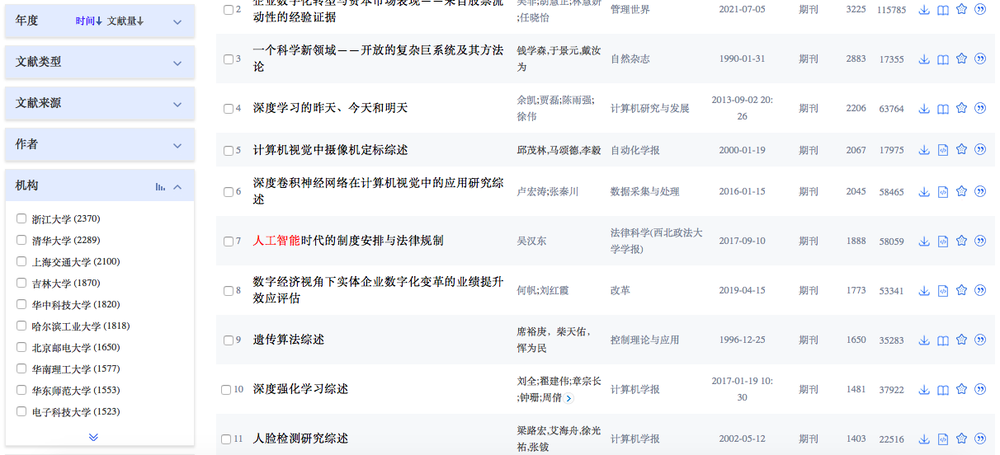 年度 时间 文献量
文献类型
文献来源
作者
机构
浙江大学 (2370)
清华大学 (2289)
上海交通大学 (2100)
吉林大学 (1870)
华中科技大学 (1820)
哈尔滨工业大学 (1818)
北京邮电大学 (1650)
华南理工大学 (1577)
华东师范大学 (1553)
电子科技大学 (1523)
2 企业数字化转型与资本市场表现——来自股票流 吴非;胡慧芷;林慧妍 管理世界 2021-07-05 期刊 3225 115785
动性的经验证据 ;任晓怡
3 一个科学新领域——开放的复杂巨系统及其方法 钱学森,于景元,戴汝 自然杂志 1990-01-31 期刊 2883 17355
论 为
4 深度学习的昨天、今天和明天 余凯;贾磊;陈雨强; 计算机研究与发展 2013-09-02 20: 期刊 2206 63764
徐伟 26
5 计算机视觉中摄像机定标综述 邱茂林,马颂德,李毅 自动化学报 2000-01-19 期刊 2067 17975
6 深度卷积神经网络在计算机视觉中的应用研究综 卢宏涛;张秦川 数据采集与处理 2016-01-15 期刊 2045 58465
述
7 人工智能时代的制度安排与法律规制 吴汉东 法律科学(西北政法大 2017-09-10 期刊 1888 58059
学学报)
8 数字经济视角下实体企业数字化变革的业绩提升 何帆;刘红霞 改革 2019-04-15 期刊 1773 53341
效应评估
9 遗传算法综述 席裕庚，柴天佑， 控制理论与应用 1996-12-25 期刊 1650 35283
恽为民
10 深度强化学习综述 刘全;翟建伟;章宗长 计算机学报 2017-01-19 10: 期刊 1481 37922
;钟珊;周倩 30
11 人脸检测研究综述 梁路宏,艾海舟,徐光 计算机学报 2002-05-12 期刊 1403 22516
祐,张钹